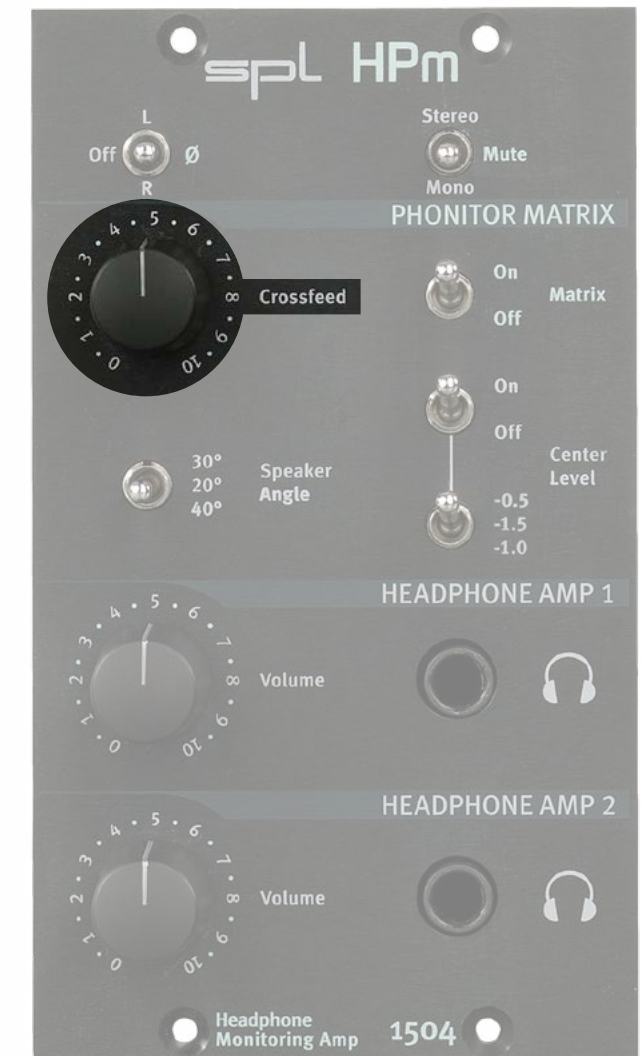 spl HPm
L
Stereo
Off Ø Mute
R Mono
PHONITOR MATRIX
0 1 2 3 4 5 6 7 8 9 10
Crossfeed
On
Matrix
Off
On
Off
Center
Level
-0.5
-1.5
-1.0
30°
20°
40°
Speaker
Angle
HEADPHONE AMP 1
0 1 2 3 4 5 6 7 8 9 10
Volume
HEADPHONE AMP 2
0 1 2 3 4 5 6 7 8 9 10
Volume
Headphone
Monitoring Amp 1504